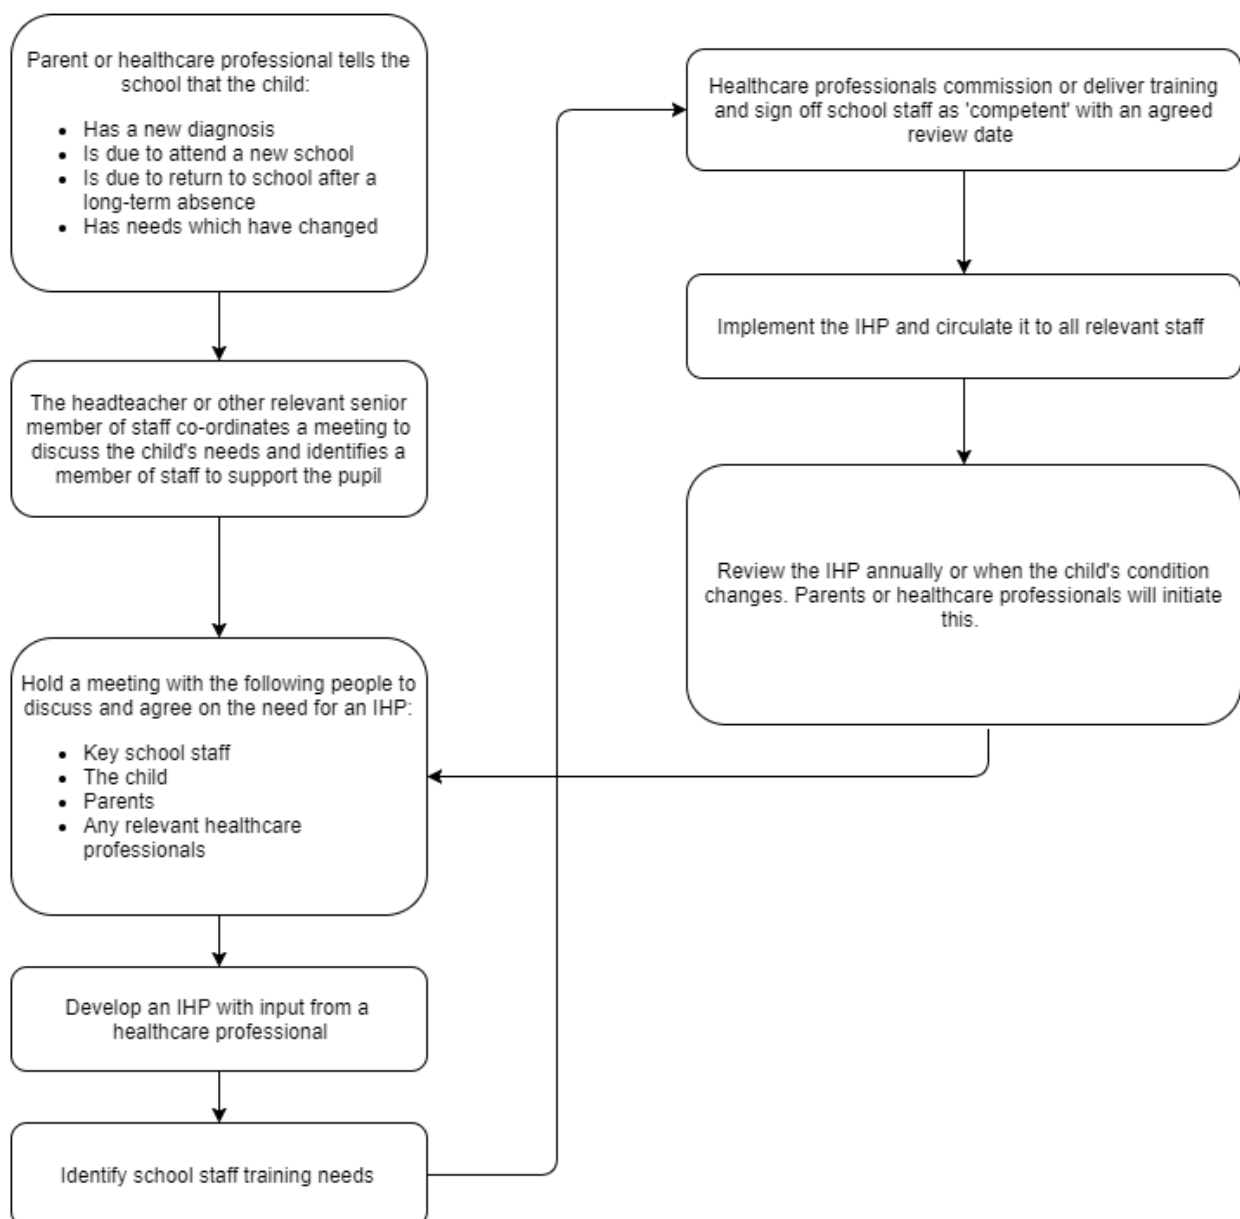 Parent or healthcare professional tells the
school that the child:
• Has a new diagnosis
• Is due to attend a new school
• Is due to return to school after a
long-term absence
• Has needs which have changed
The headteacher or other relevant senior
member of staff co-ordinates a meeting to
discuss the child's needs and identifies a
member of staff to support the pupil
Hold a meeting with the following people to
discuss and agree on the need for an IHP:
• Key school staff
• The child
• Parents
• Any relevant healthcare
professionals
Develop an IHP with input from a
healthcare professional
Identify school staff training needs
Healthcare professionals commission or deliver training
and sign off school staff as 'competent' with an agreed
review date
Implement the IHP and circulate it to all relevant staff
Review the IHP annually or when the child's condition
changes. Parents or healthcare professionals will initiate
this.